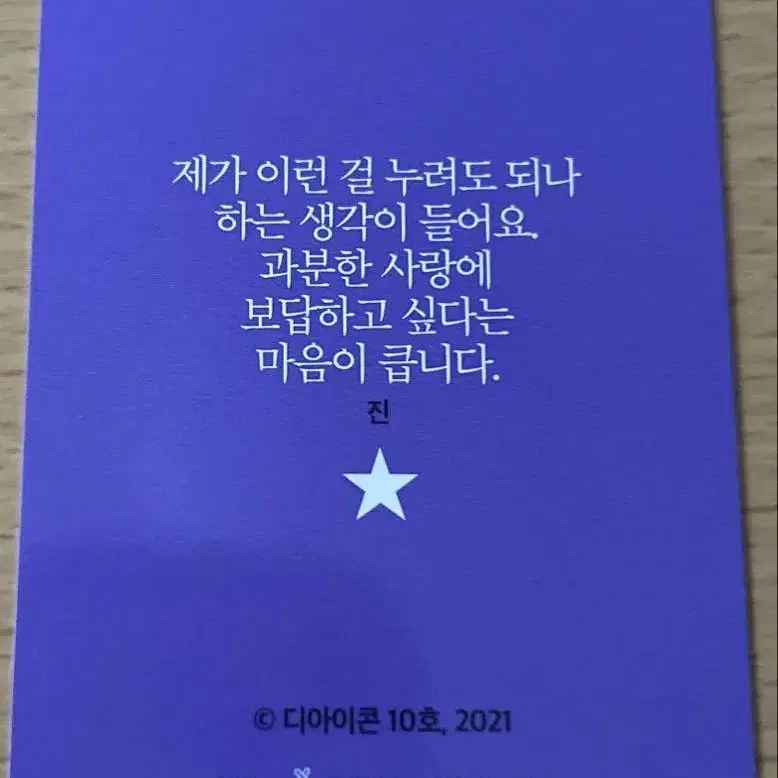 제가 이런 걸 누려도 되나
하는 생각이 들어요.
과분한 사랑에
보답하고 싶다는
마음이 큽니다.
진
© 디아이콘 10호, 2021